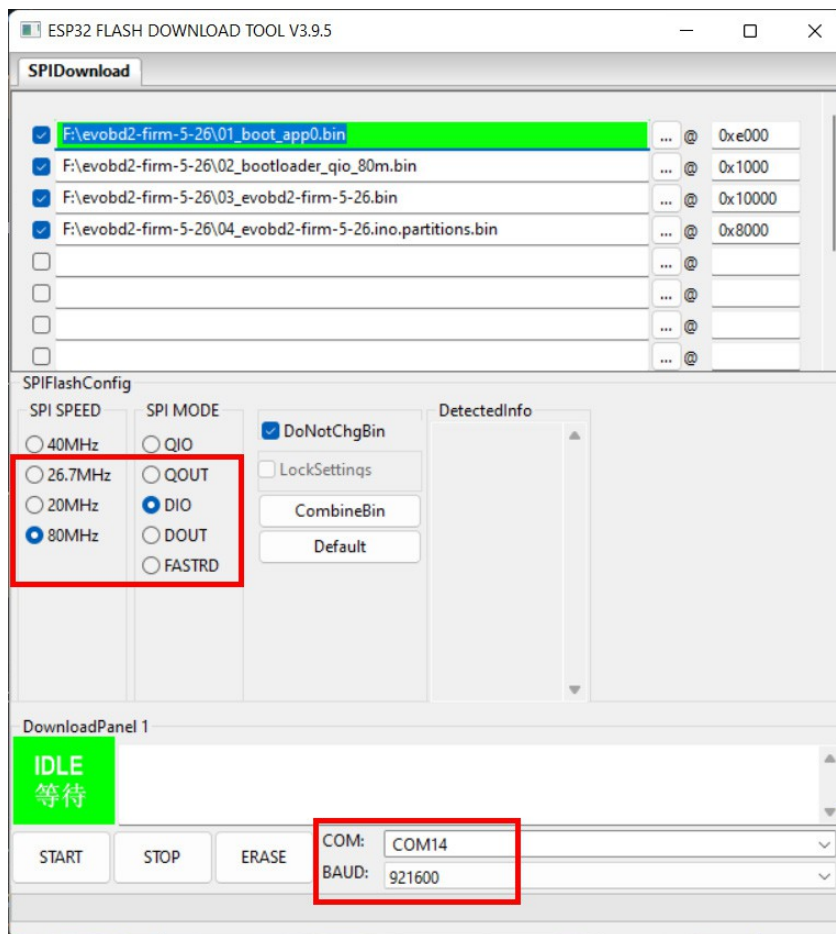 ESP32 FLASH DOWNLOAD TOOL V3.9.5
SPIDownload
F:\evobd2-firm-5-26\01_boot_app0.bin ... @ 0xe000
F:\evobd2-firm-5-26\02_bootloader_qio_80m.bin ... @ 0x1000
F:\evobd2-firm-5-26\03_evobd2-firm-5-26.bin ... @ 0x10000
F:\evobd2-firm-5-26\04_evobd2-firm-5-26.ino.partitions.bin ... @ 0x8000
... @
... @
... @
... @
SPIFlashConfig
SPI SPEED
40MHz
26.7MHz
20MHz
80MHz
SPI MODE
QIO
QOUT
DIO
DOUT
FASTRD
DoNotChgBin
LockSettings
CombineBin
Default
DetectedInfo
DownloadPanel 1
IDLE
等待
START STOP ERASE
COM: COM14
BAUD: 921600